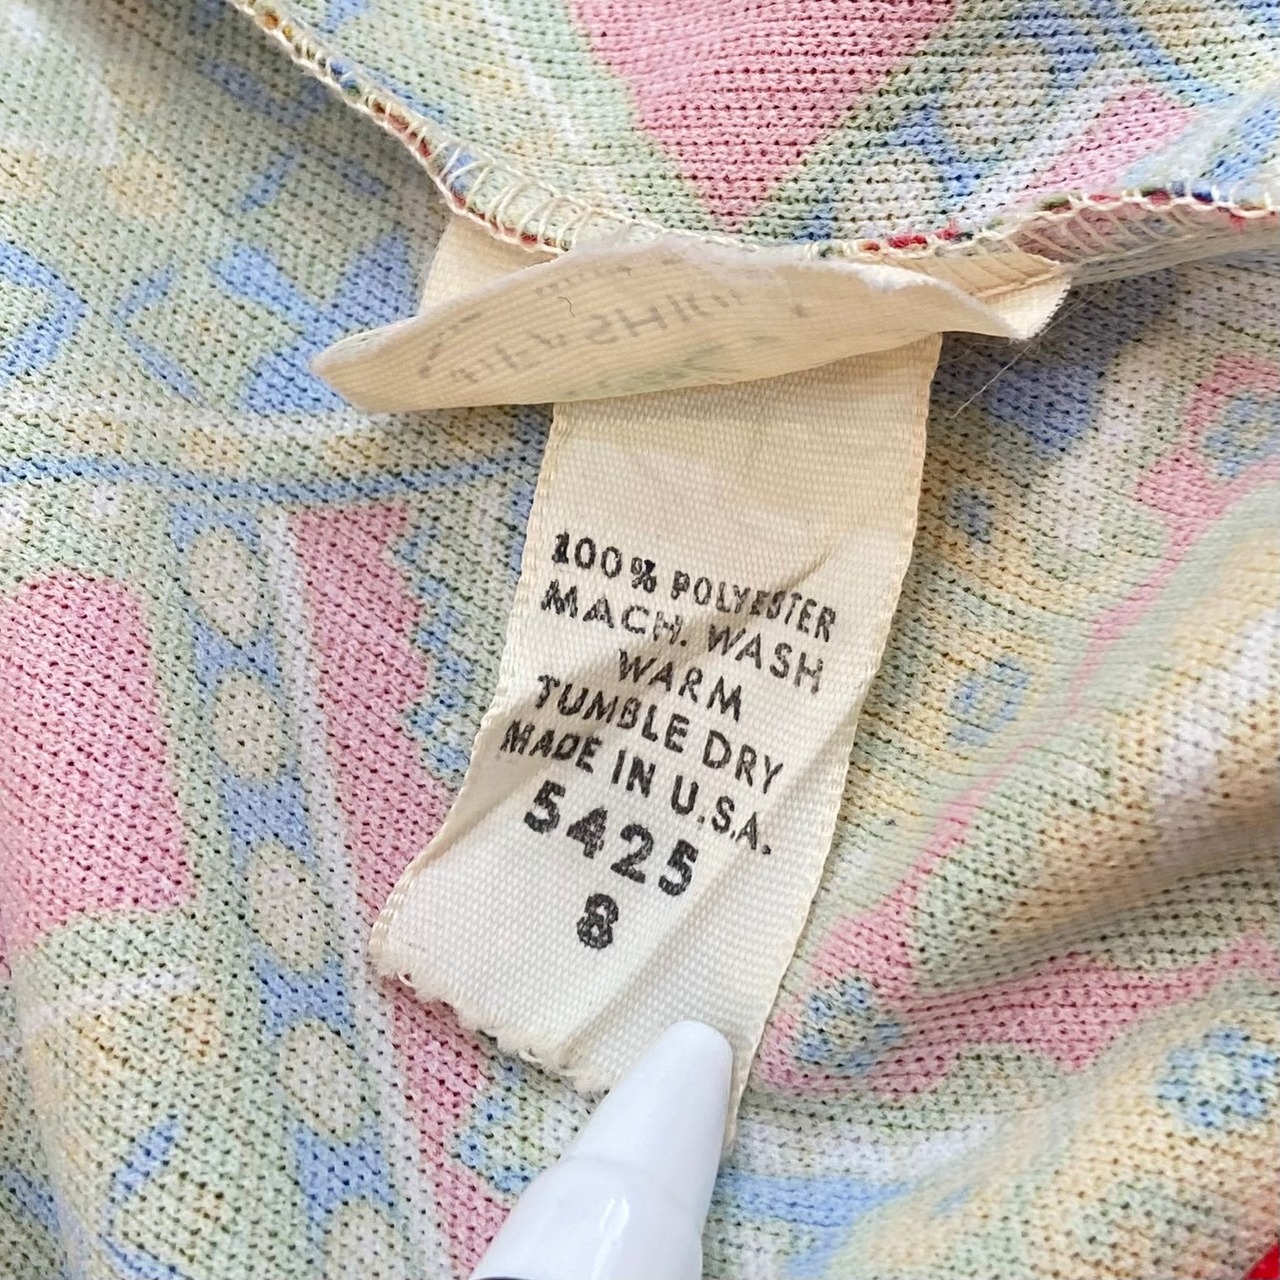 100% POLYESTER
MACH. WASH
WARM
TUMBLE DRY
MADE IN U.S.A.
5425
8